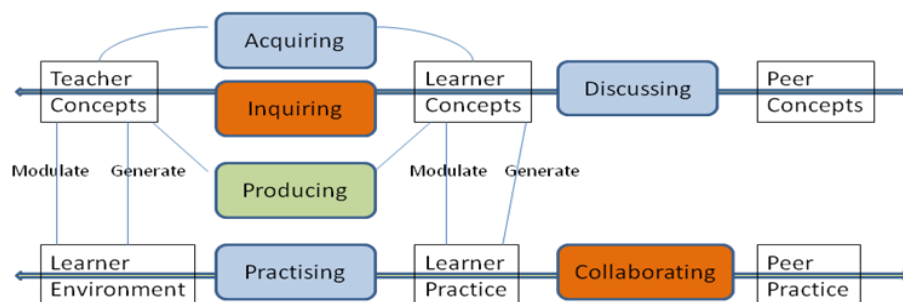 Acquiring
Teacher
Concepts
Inquiring
Learner
Concepts
Discussing
Peer
Concepts
Modulate
Generate
Producing
Modulate
Generate
Learner
Environment
Practising
Learner
Practice
Collaborating
Peer
Practice